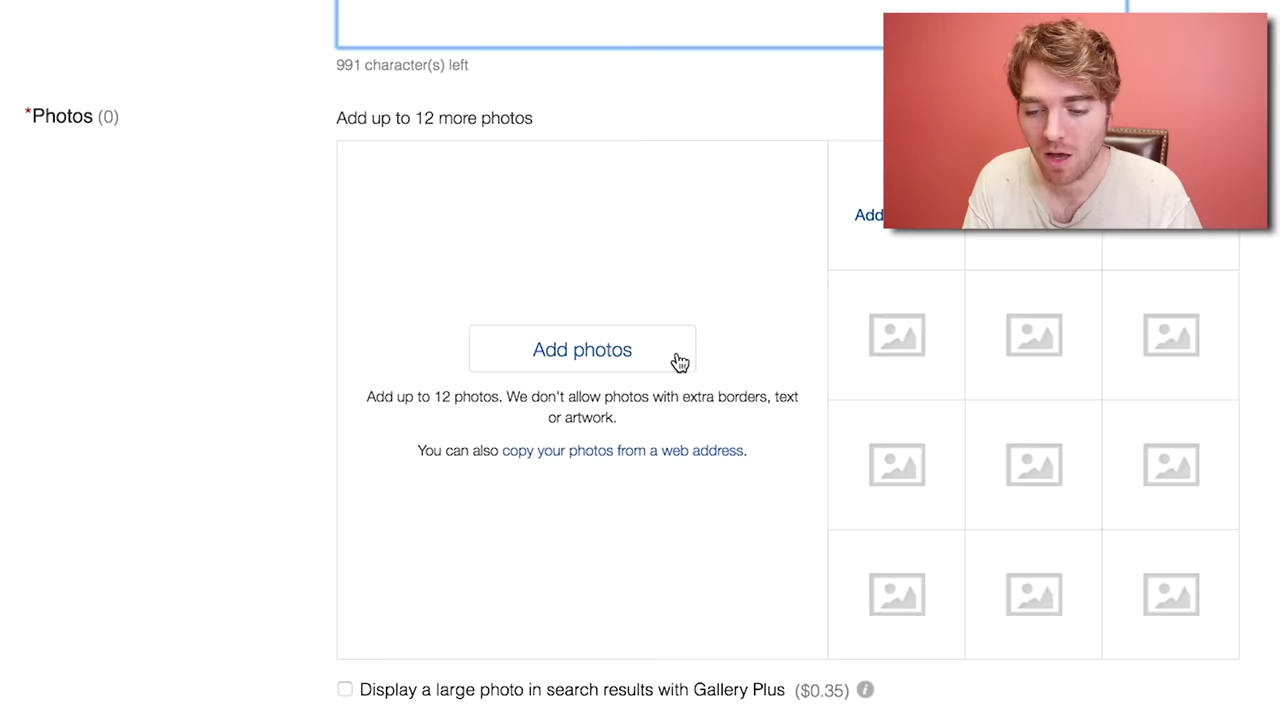 991 character(s) left
*Photos (0)
Add up to 12 more photos
Add
Add photos
Add up to 12 photos. We don't allow photos with extra borders, text
or artwork.
You can also copy your photos from a web address.
Display a large photo in search results with Gallery Plus ($0.35) i